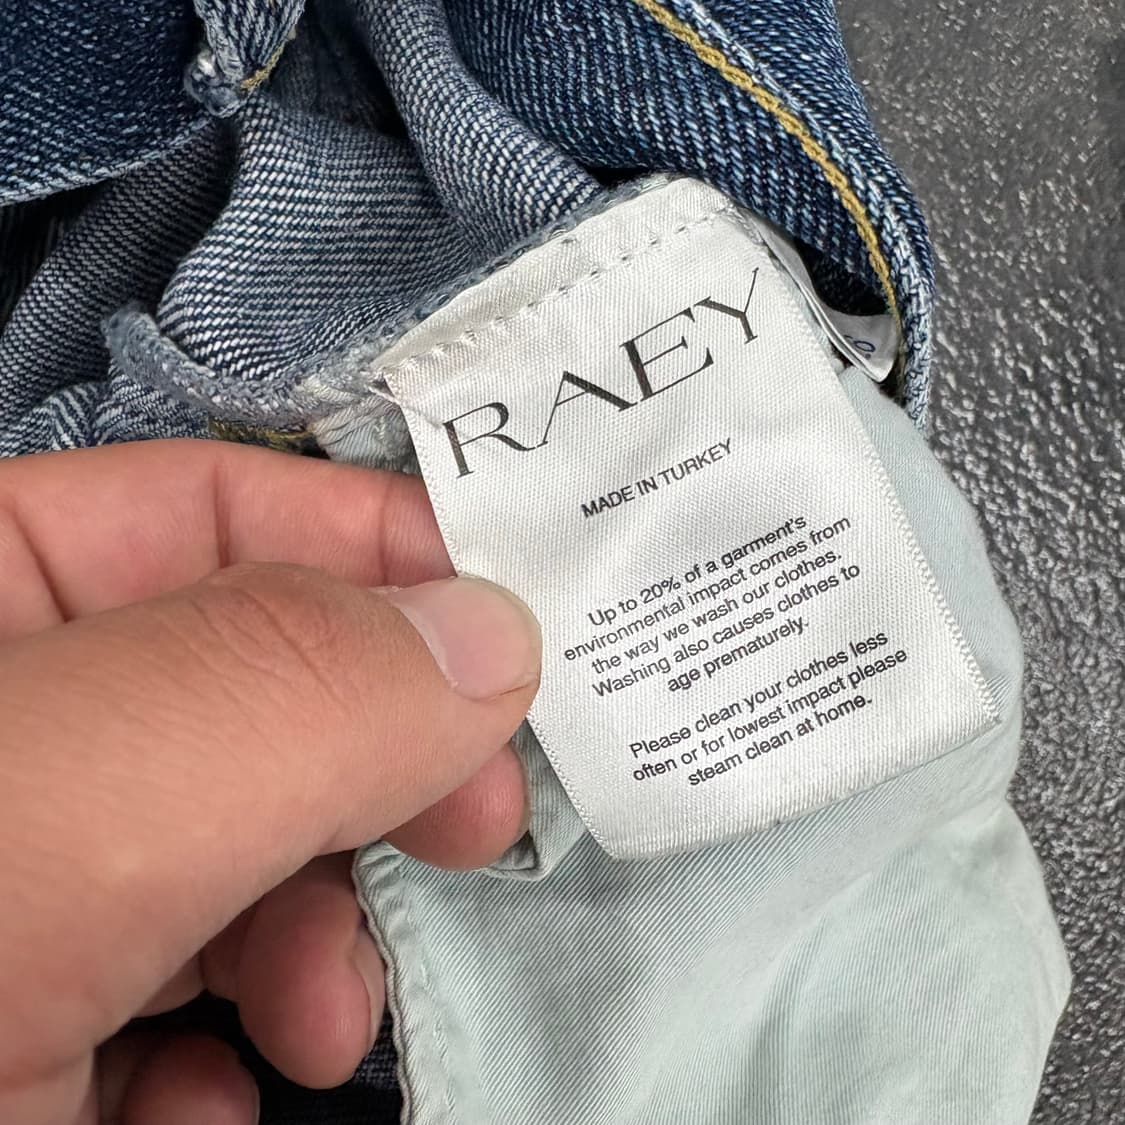 RAEY
MADE IN TURKEY
Up to 20% of a garment's
environmental impact comes from
the way we wash our clothes.
Washing also causes clothes to
age prematurely.
Please clean your clothes less
often or for lowest impact please
steam clean at home.